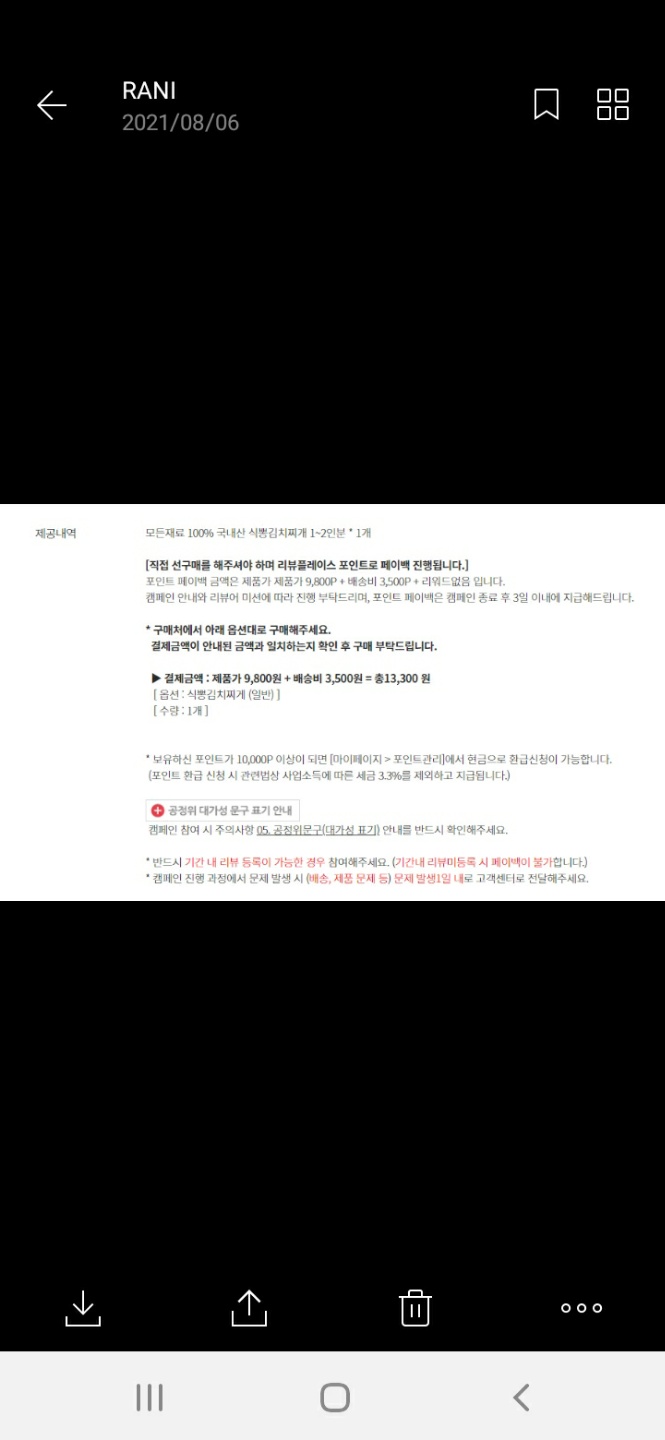 RANI
2021/08/06
제공내역
모든재료 100% 국내산 식뽕김치찌개 1~2인분 * 1개
[직접 선구매를 해주셔야 하며 리뷰플레이스 포인트로 페이백 진행됩니다.]
포인트 페이백 금액은 제품가 제품가 9,800P + 배송비 3,500P + 리워드없음 입니다.
캠페인 안내와 리뷰어 미션에 따라 진행 부탁드리며, 포인트 페이백은 캠페인 종료 후 3일 이내에 지급해드립니다.
* 구매처에서 아래 옵션대로 구매해주세요.
결제금액이 안내된 금액과 일치하는지 확인 후 구매 부탁드립니다.
▶ 결제금액 : 제품가 9,800원 + 배송비 3,500원 = 총13,300 원
[ 옵션 : 식뽕김치찌게 (일반) ]
[ 수량 : 1개 ]
* 보유하신 포인트가 10,000P 이상이 되면 [마이페이지 > 포인트관리]에서 현금으로 환급신청이 가능합니다.
(포인트 환급 신청 시 관련법상 사업소득에 따른 세금 3.3%를 제외하고 지급됩니다.)
공정위 대가성 문구 표기 안내
캠페인 참여 시 주의사항 05. 공정위문구(대가성 표기) 안내를 반드시 확인해주세요.
* 반드시 기간 내 리뷰 등록이 가능한 경우 참여해주세요. (기간내 리뷰미등록 시 페이백이 불가합니다.)
* 캠페인 진행 과정에서 문제 발생 시 (배송, 제품 문제 등) 문제 발생1일 내로 고객센터로 전달해주세요.